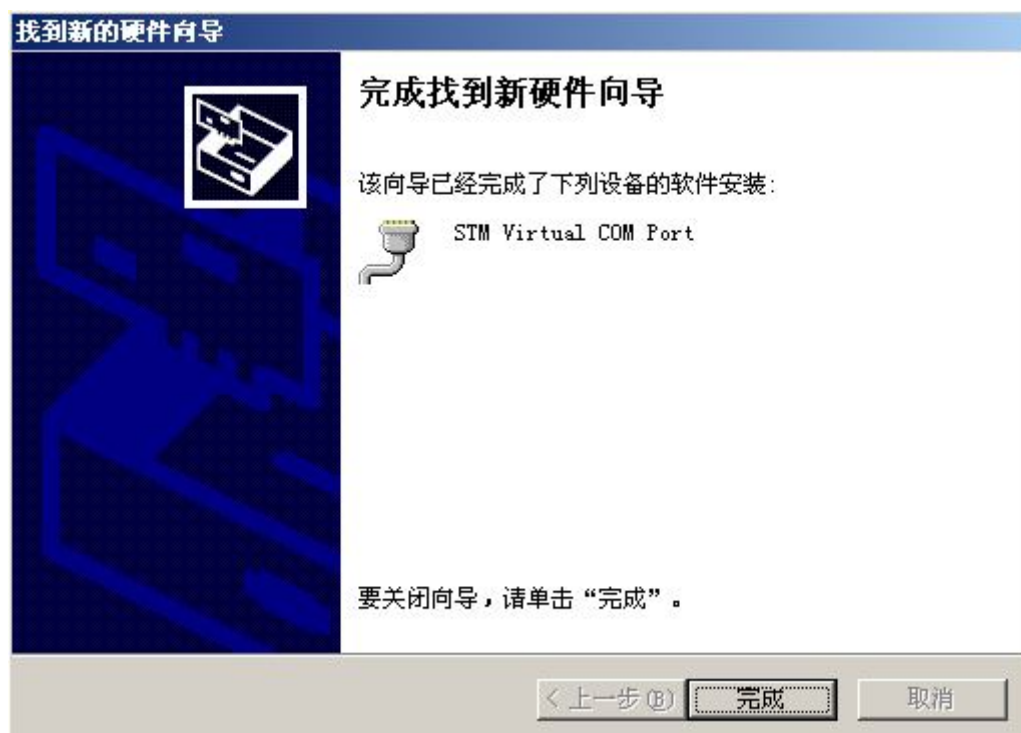 找到新的硬件向导
完成找到新硬件向导
该向导已经完成了下列设备的软件安装:
STM Virtual COM Port
要关闭向导,请单击“完成”。
< 上一步(B)
完成
取消